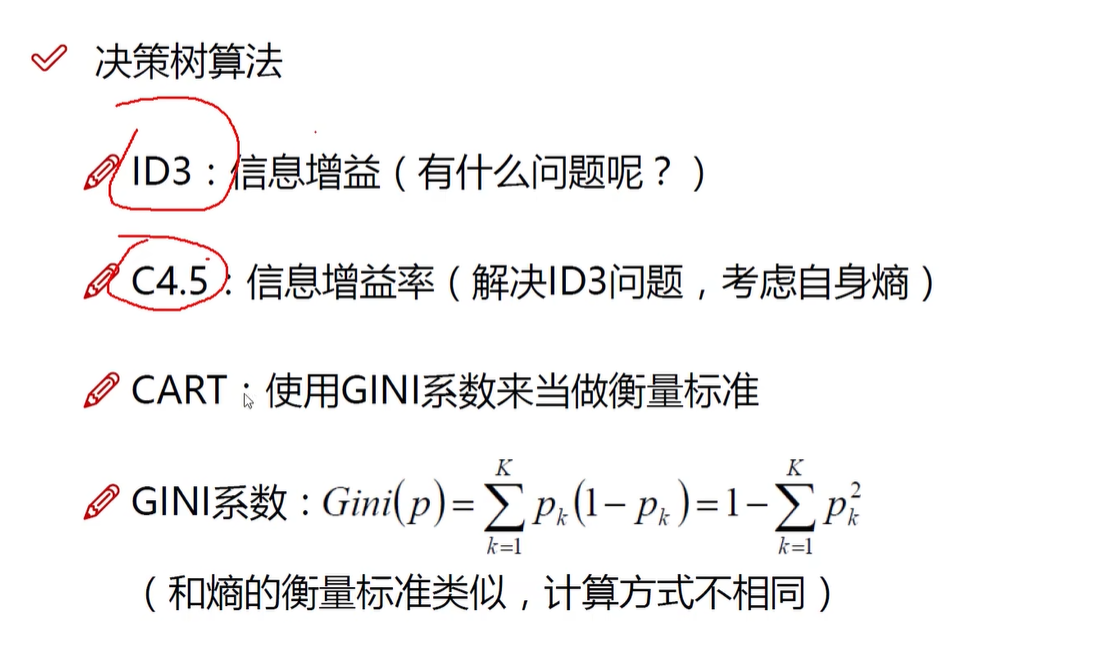 决策树算法
ID3：信息增益（有什么问题呢？）
C4.5：信息增益率（解决ID3问题，考虑自身熵）
CART：使用GINI系数来当做衡量标准
GINI系数：Gini(p)=∑_{k=1}^{K} p_k(1-p_k)=1-∑_{k=1}^{K} p_k^2
（和熵的衡量标准类似，计算方式不相同）